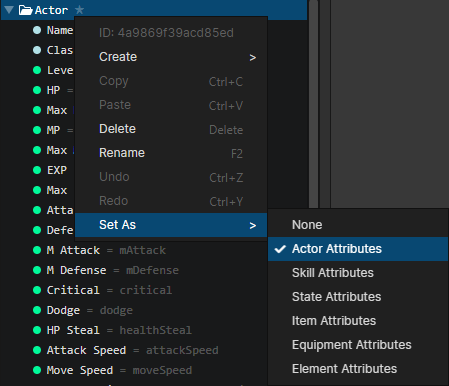 Actor
Name
Clas
Leve
HP =
Max
MP =
Max
EXP
Max
Atta
Defe
M Attack = mAttack
M Defense = mDefense
Critical = critical
Dodge = dodge
HP Steal = healthSteal
Attack Speed = attackSpeed
Move Speed = moveSpeed
ID: 4a9869f39acd85ed
Create >
Copy Ctrl+C
Paste Ctrl+V
Delete Delete
Rename F2
Undo Ctrl+Z
Redo Ctrl+Y
Set As >
None
Actor Attributes
Skill Attributes
State Attributes
Item Attributes
Equipment Attributes
Element Attributes